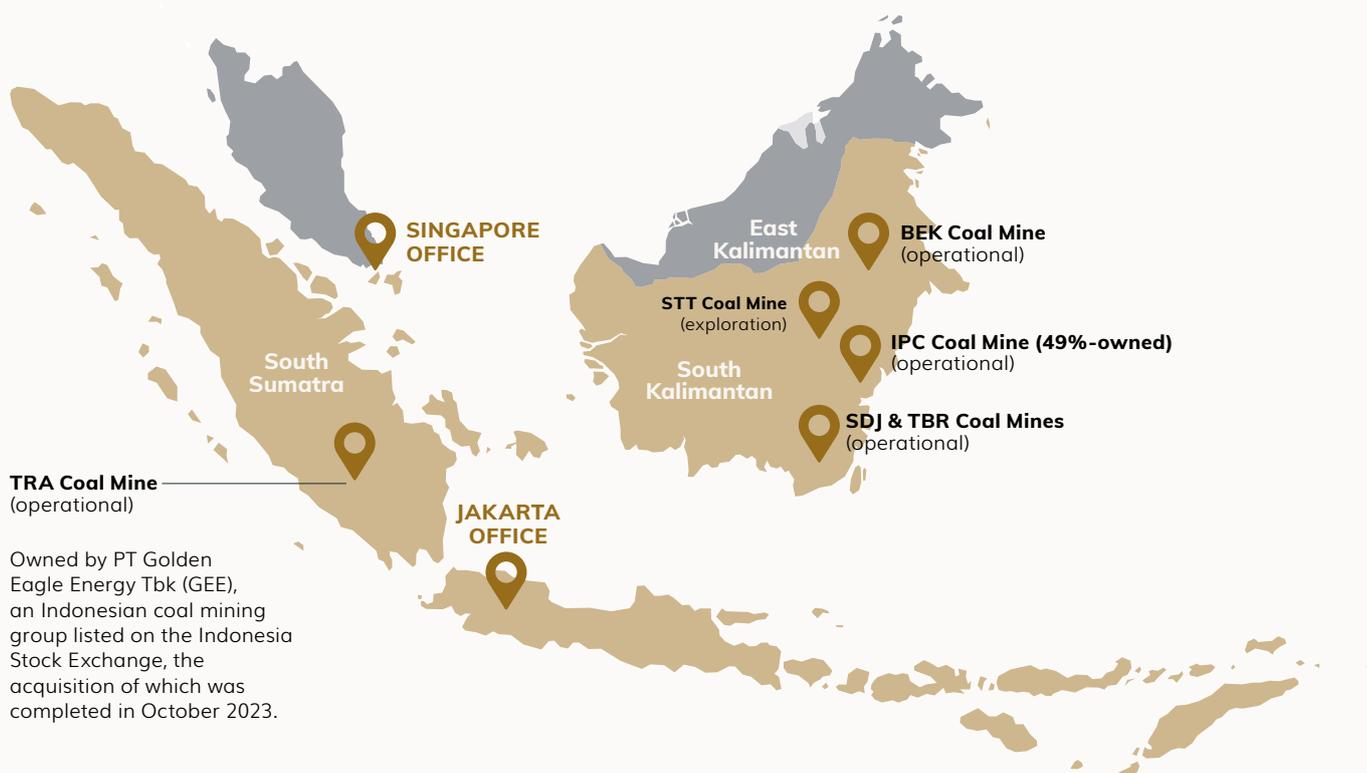 SINGAPORE
OFFICE
East
Kalimantan
BEK Coal Mine
(operational)
STT Coal Mine
(exploration)
IPC Coal Mine (49%-owned)
(operational)
South
Sumatra
South
Kalimantan
SDJ & TBR Coal Mines
(operational)
TRA Coal Mine
(operational)
JAKARTA
OFFICE
Owned by PT Golden
Eagle Energy Tbk (GEE),
an Indonesian coal mining
group listed on the Indonesia
Stock Exchange, the
acquisition of which was
completed in October 2023.